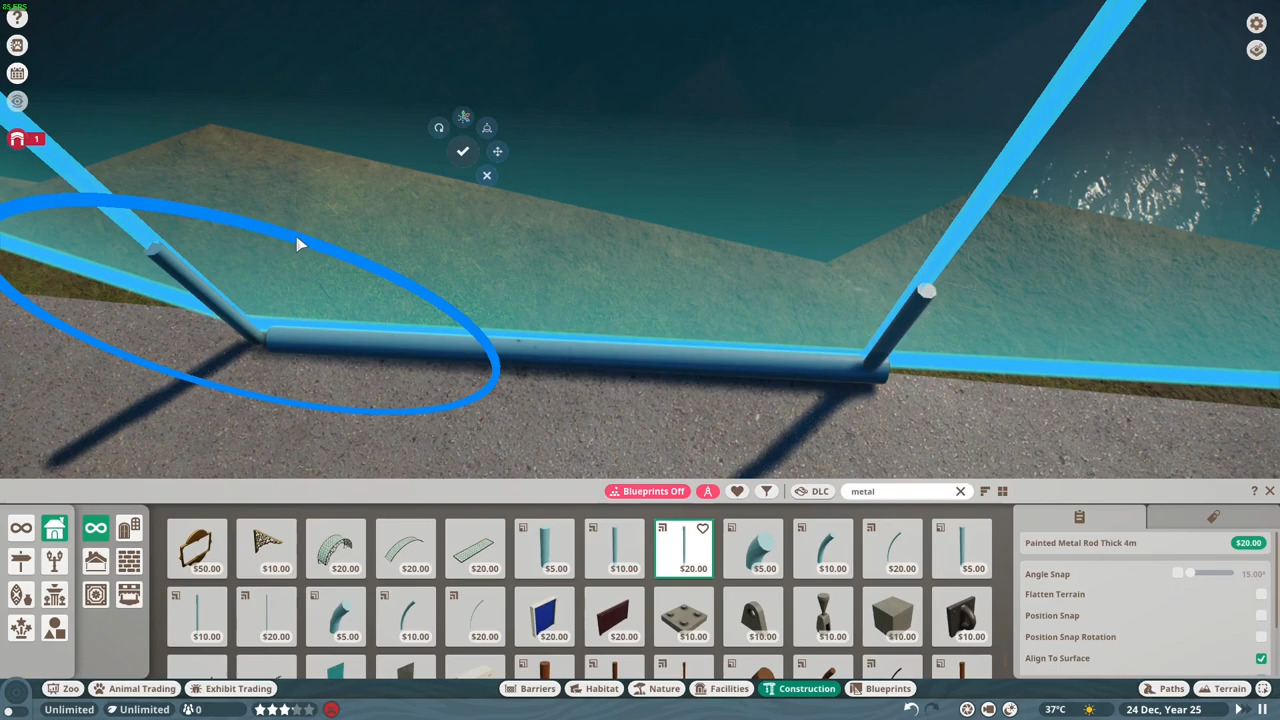 85 FPS
?
1
Blueprints Off
DLC
metal
?
$50.00
$10.00
$20.00
$20.00
$20.00
$5.00
$10.00
$20.00
$5.00
$10.00
$20.00
$5.00
$10.00
$20.00
$5.00
$10.00
$20.00
$20.00
$20.00
$10.00
$10.00
$10.00
$10.00
$10.00
Painted Metal Rod Thick 4m
$20.00
Angle Snap
15.00°
Flatten Terrain
Position Snap
Position Snap Rotation
Align To Surface
Zoo
Animal Trading
Exhibit Trading
Barriers
Habitat
Nature
Facilities
Construction
Blueprints
Paths
Terrain
Unlimited
Unlimited
0
37°C
24 Dec, Year 25